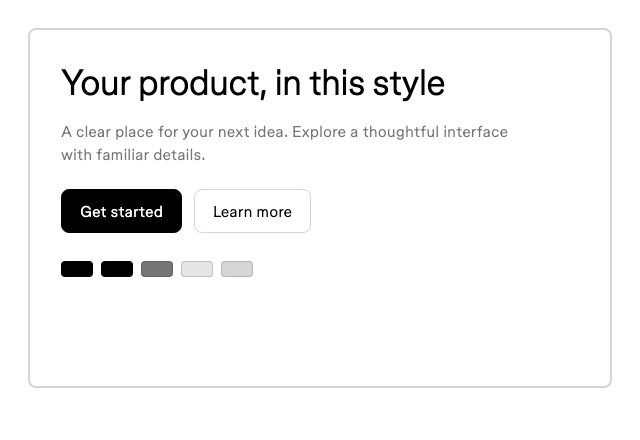 Your product, in this style
A clear place for your next idea. Explore a thoughtful interface
with familiar details.
Get started
Learn more